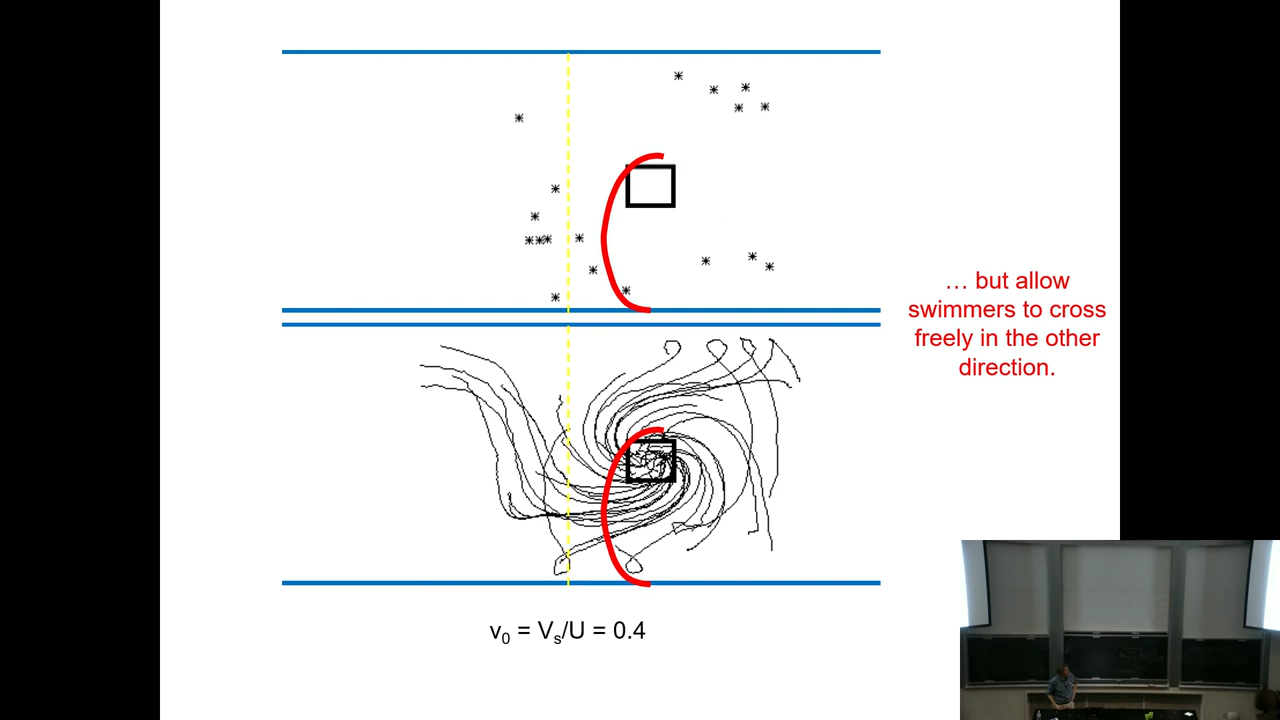 … but allow
swimmers to cross
freely in the other
direction.
v₀ = Vₛ/U = 0.4